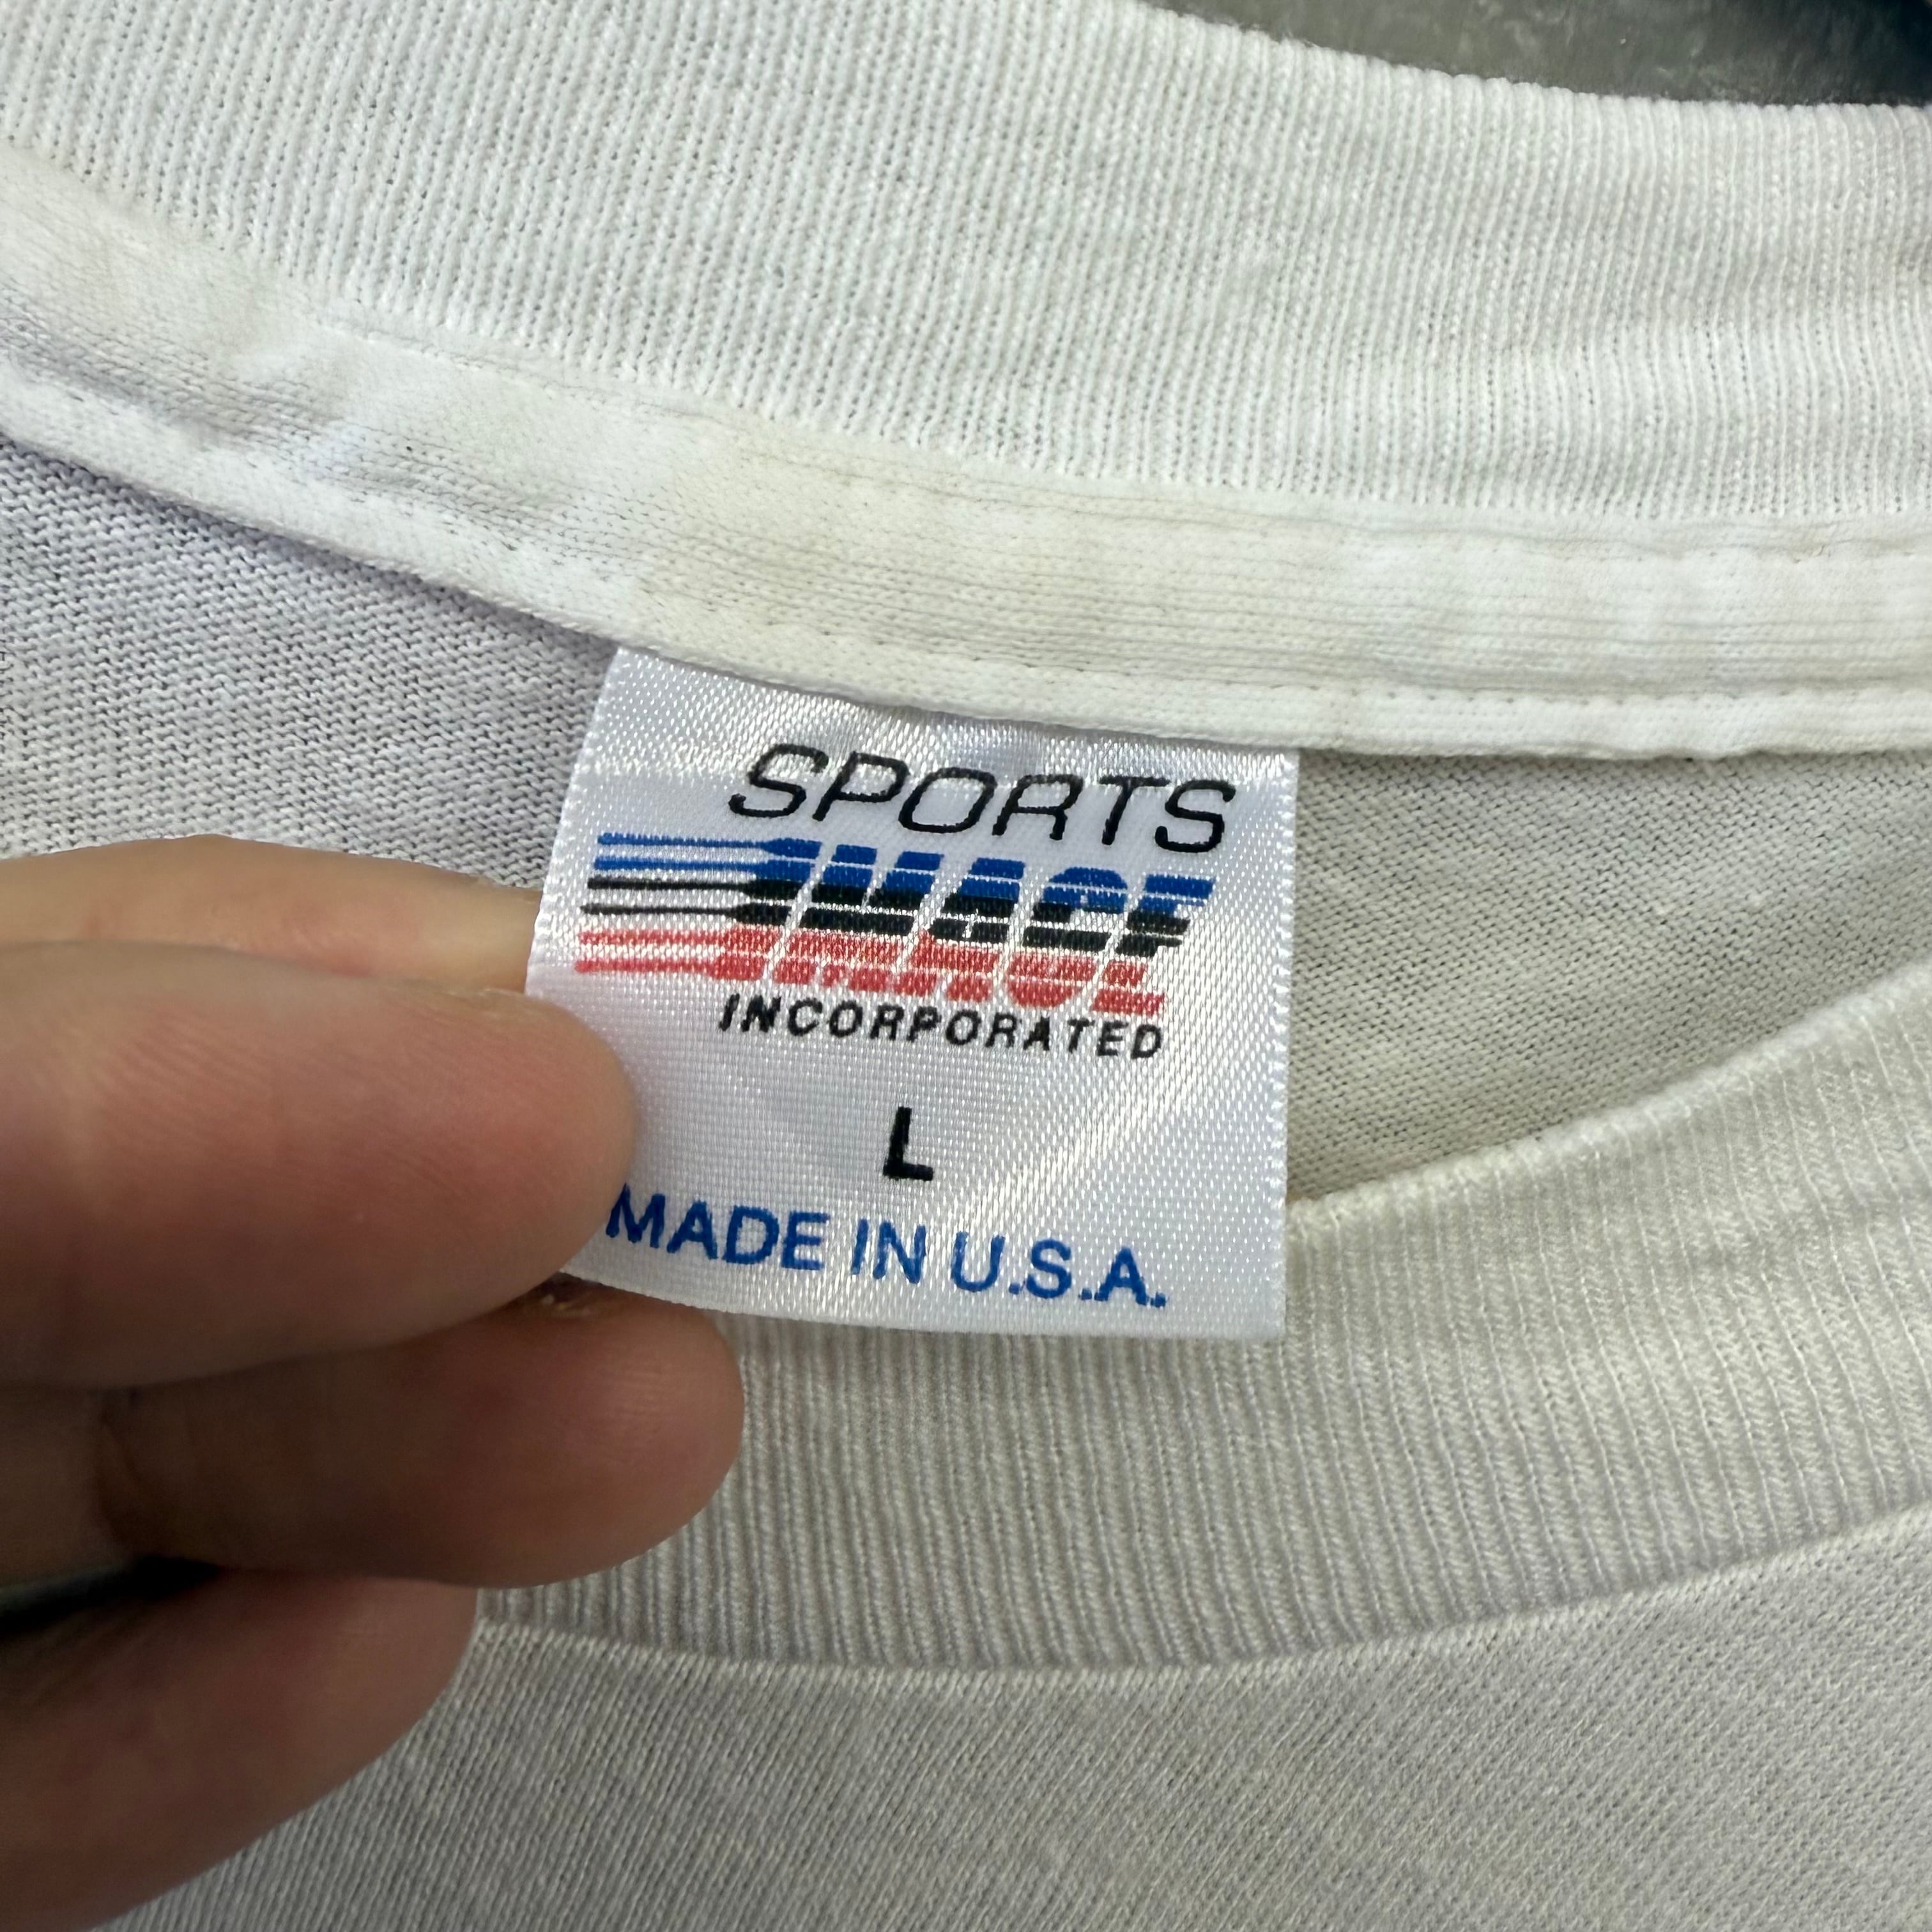 SPORTS
IMAGE
INCORPORATED
L
MADE IN U.S.A.